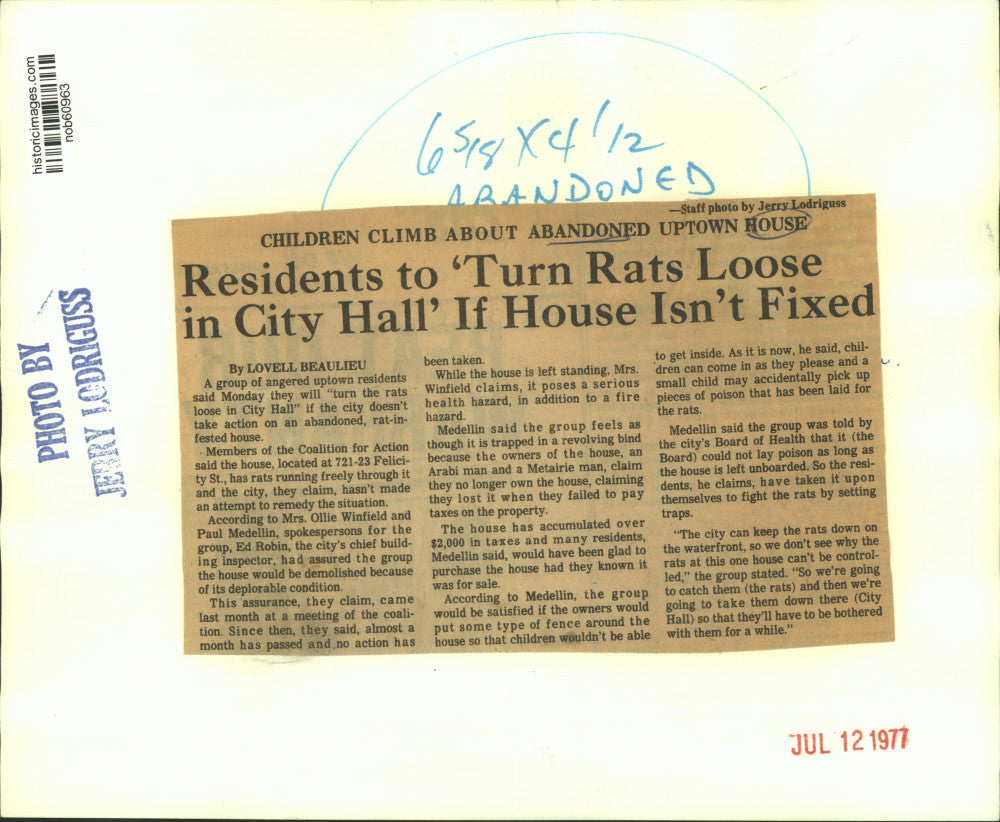 historicimages.com
nob60963
6 5/8 X 4 1/2
ABANDONED
PHOTO BY
JERRY LODRIGUSS
—Staff photo by Jerry Lodriguss
CHILDREN CLIMB ABOUT ABANDONED UPTOWN HOUSE
Residents to ‘Turn Rats Loose
in City Hall’ If House Isn’t Fixed
By LOVELL BEAULIEU
A group of angered uptown residents
said Monday they will “turn the rats
loose in City Hall” if the city doesn’t
take action on an abandoned, rat-in-
fested house.
Members of the Coalition for Action
said the house, located at 721-23 Felici-
ty St., has rats running freely through it
and the city, they claim, hasn’t made
an attempt to remedy the situation.
According to Mrs. Ollie Winfield and
Paul Medellin, spokespersons for the
group, Ed Robin, the city’s chief build-
ing inspector, had assured the group
the house would be demolished because
of its deplorable condition.
This assurance, they claim, came
last month at a meeting of the coali-
tion. Since then, they said, almost a
month has passed and no action has
been taken.
While the house is left standing, Mrs.
Winfield claims, it poses a serious
health hazard, in addition to a fire
hazard.
Medellin said the group feels as
though it is trapped in a revolving bind
because the owners of the house, an
Arabi man and a Metairie man, claim
they no longer own the house, claiming
they lost it when they failed to pay
taxes on the property.
The house has accumulated over
$2,000 in taxes and many residents,
Medellin said, would have been glad to
purchase the house had they known it
was for sale.
According to Medellin, the group
would be satisfied if the owners would
put some type of fence around the
house so that children wouldn’t be able
to get inside. As it is now, he said, chil-
dren can come in as they please and a
small child may accidentally pick up
pieces of poison that has been laid for
the rats.
Medellin said the group was told by
the city’s Board of Health that it (the
Board) could not lay poison as long as
the house is left unboarded. So the resi-
dents, he claims, have taken it upon
themselves to fight the rats by setting
traps.
“The city can keep the rats down on
the waterfront, so we don’t see why the
rats at this one house can’t be control-
led,” the group stated. “So we’re going
to catch them (the rats) and then we’re
going to take them down there (City
Hall) so that they’ll have to be bothered
with them for a while.”
JUL 12 1977